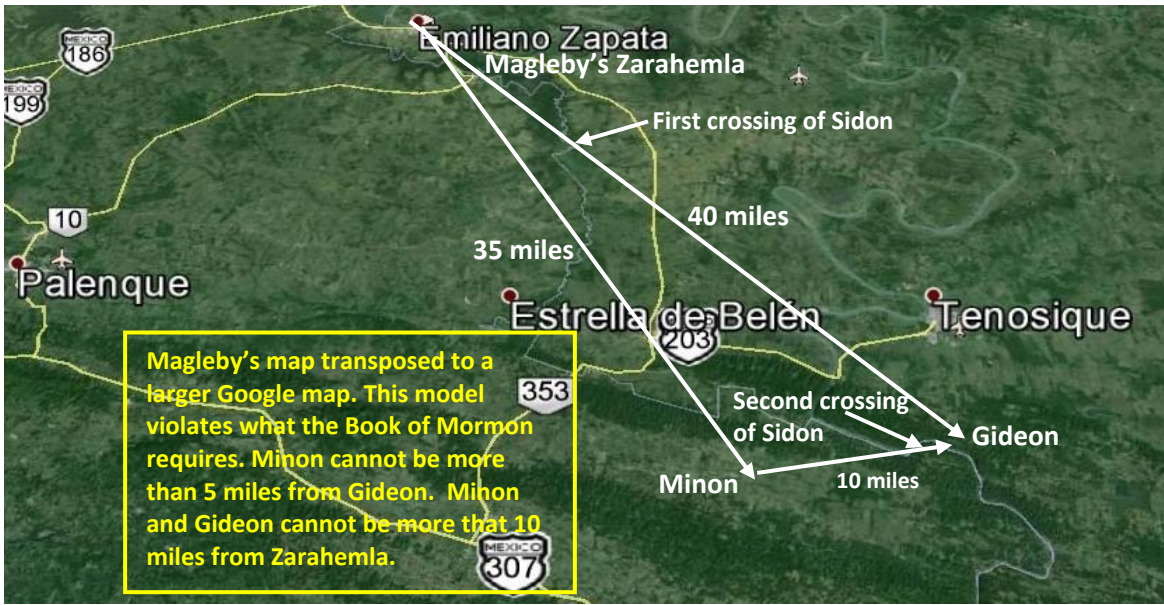 MEXICO
186
Emiliano Zapata
Magleby's Zarahemla
MEXICO
199
First crossing of Sidon
10
40 miles
35 miles
Palenque
Estrella de Belén
Tenosique
203
Magleby's map transposed to a
larger Google map. This model
violates what the Book of Mormon
requires. Minon cannot be more
than 5 miles from Gideon.  Minon
and Gideon cannot be more that 10
miles from Zarahemla.
353
Second crossing
of Sidon
Gideon
Minon
10 miles
MEXICO
307